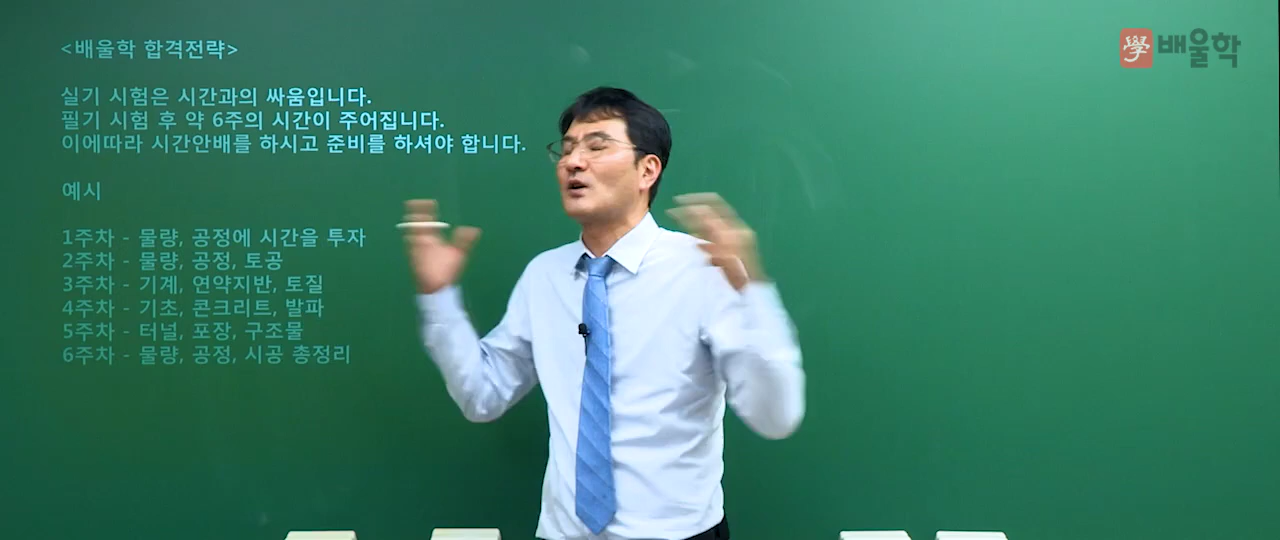 <배울학 합격전략>
실기 시험은 시간과의 싸움입니다.
필기 시험 후 약 6주의 시간이 주어집니다.
이에따라 시간안배를 하시고 준비를 하셔야 합니다.
예시
1주차 - 물량, 공정에 시간을 투자
2주차 - 물량, 공정, 토공
3주차 - 기계, 연약지반, 토질
4주차 - 기초, 콘크리트, 발파
5주차 - 터널, 포장, 구조물
6주차 - 물량, 공정, 시공 총정리
學 배울학